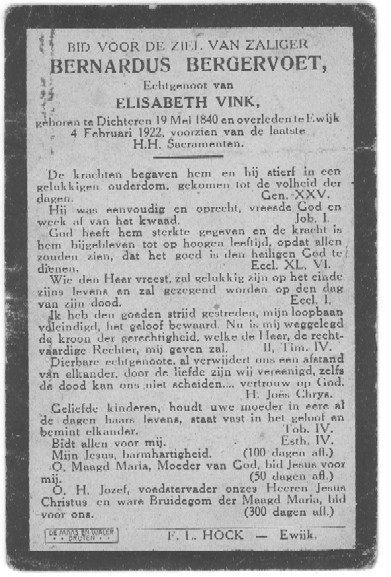 BID VOOR DE ZIEL VAN ZALIGER
BERNARDUS BERGERVOET,
Echtgenoot van
ELISABETH VINK,
geboren te Dichteren 19 Mei 1840 en overleden te Ewijk
4 Februari 1922, voorzien van de laatste
H.H. Sacramenten.
De krachten begaven hem en hij stierf in een
gelukkigen ouderdom, gekomen tot de volheid der
dagen. Gen. XXV.
Hij was eenvoudig en oprecht, vreesde God en
week af van het kwaad. Job. I.
God heeft hem sterkte gegeven en de kracht is
hem bijgebleven tot op hoogen leeftijd, opdat allen
zouden zien, dat het goed is den heiligen God te
dienen. Eccl. XL, VI.
Wie den Heer vreest, zal gelukkig zijn op het einde
zijns levens en zal gezegend worden op den dag
van zijn dood. Eccl. I.
Ik heb den goeden strijd gestreden, mijn loopbaan
voleindigd, het geloof bewaard. Nu is mij weggelegd
de kroon der gerechtigheid, welke de Heer, de recht-
vaardige Rechter, mij geven zal. II, Tim. IV.
Dierbare echtgenoote, al verwijdert ons een afstand
van elkander, door de liefde zijn wij vereenigd, zelfs
de dood kan ons niet scheiden.... vertrouw op God.
H. Joës Chrys.
Geliefde kinderen, houdt uwe moeder in eere al
de dagen haars levens, staat vast in het geloof en
bemint elkander. Tob. IV.
Bidt allen voor mij. Esth. IV.
Mijn Jesus, barmhartigheid. (100 dagen afl.)
O. Maagd Maria, Moeder van God, bid Jesus voor
mij. (50 dagen afl.)
O. H. Jozef, voedstervader onzes Heeren Jesus
Christus en ware Bruidegom der Maagd Maria, bid
voor ons. (300 dagen afl.)
DE MAAS EN WALER
DRUTEN
F. L. HOCK — Ewijk.